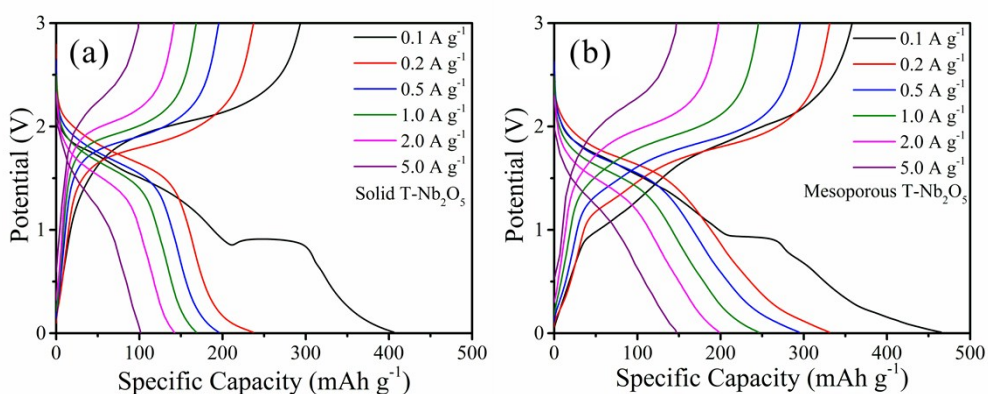 (a)
0.1 A g⁻¹
0.2 A g⁻¹
0.5 A g⁻¹
1.0 A g⁻¹
2.0 A g⁻¹
5.0 A g⁻¹
Solid T-Nb₂O₅
Potential (V)
3
2
1
0
0 100 200 300 400 500
Specific Capacity (mAh g⁻¹)
(b)
0.1 A g⁻¹
0.2 A g⁻¹
0.5 A g⁻¹
1.0 A g⁻¹
2.0 A g⁻¹
5.0 A g⁻¹
Mesoporous T-Nb₂O₅
Potential (V)
3
2
1
0
0 100 200 300 400 500
Specific Capacity (mAh g⁻¹)